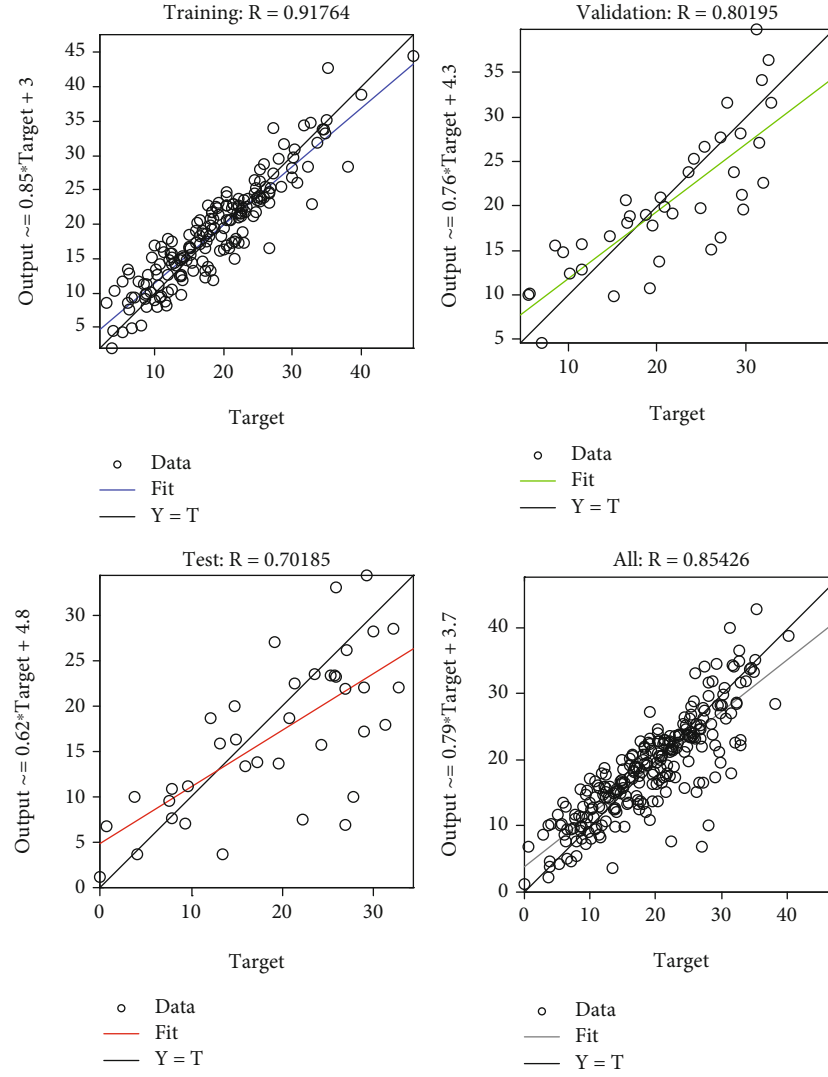 Training: R = 0.91764
Output ~= 0.85*Target + 3
45
40
35
30
25
20
15
10
5
10
20
30
40
Target
Data
Fit
Y = T
Validation: R = 0.80195
Output ~= 0.76*Target + 4.3
35
30
25
20
15
10
5
10
20
30
Target
Data
Fit
Y = T
Test: R = 0.70185
Output ~= 0.62*Target + 4.8
30
25
20
15
10
5
0
0
10
20
30
Target
Data
Fit
Y = T
All: R = 0.85426
Output ~= 0.79*Target + 3.7
40
30
20
10
0
0
10
20
30
40
Target
Data
Fit
Y = T